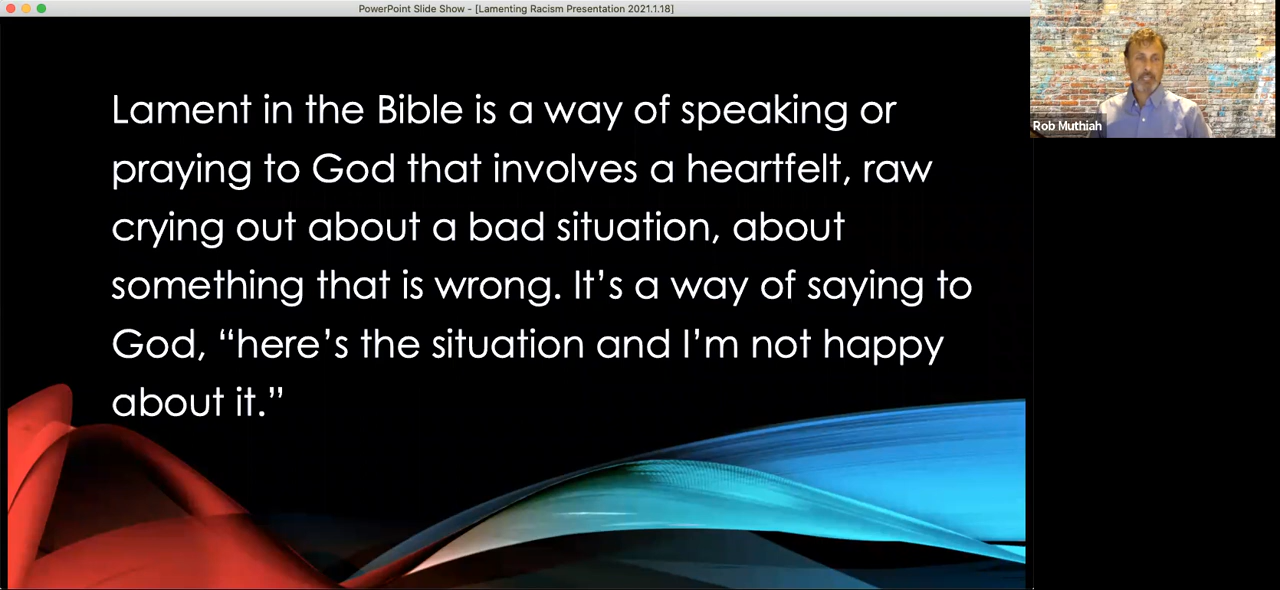 PowerPoint Slide Show - [Lamenting Racism Presentation 2021.1.18]
Lament in the Bible is a way of speaking or
praying to God that involves a heartfelt, raw
crying out about a bad situation, about
something that is wrong. It’s a way of saying to
God, “here’s the situation and I’m not happy
about it.”
Rob Muthiah